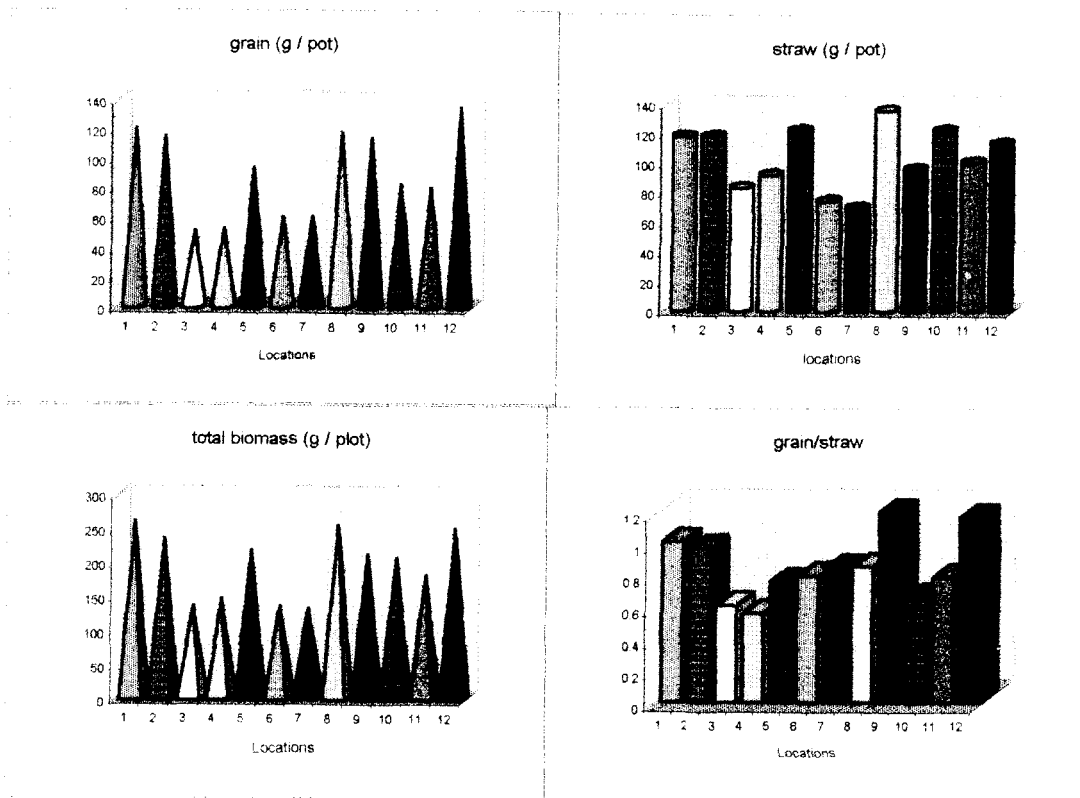 grain (g / pot)
140
120
100
80
60
40
20
0
1 2 3 4 5 6 7 8 9 10 11 12
Locations
straw (g / pot)
140
120
100
80
60
40
20
0
1 2 3 4 5 6 7 8 9 10 11 12
locations
total biomass (g / plot)
300
250
200
150
100
50
0
1 2 3 4 5 6 7 8 9 10 11 12
Locations
grain/straw
1.2
1
0.8
0.6
0.4
0.2
0
1 2 3 4 5 6 7 8 9 10 11 12
Locations